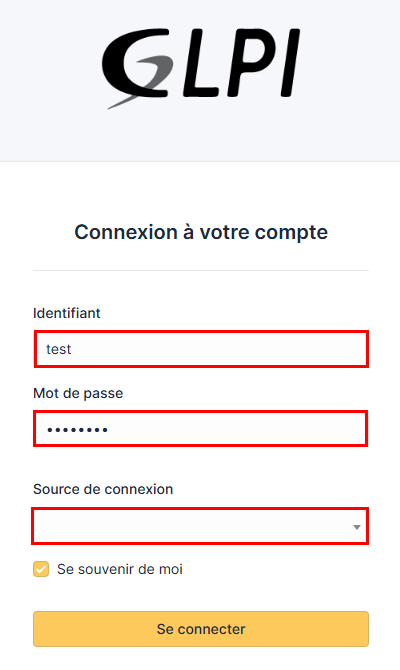 GLPI
Connexion à votre compte
Identifiant
test
Mot de passe
••••••••
Source de connexion
Se souvenir de moi
Se connecter